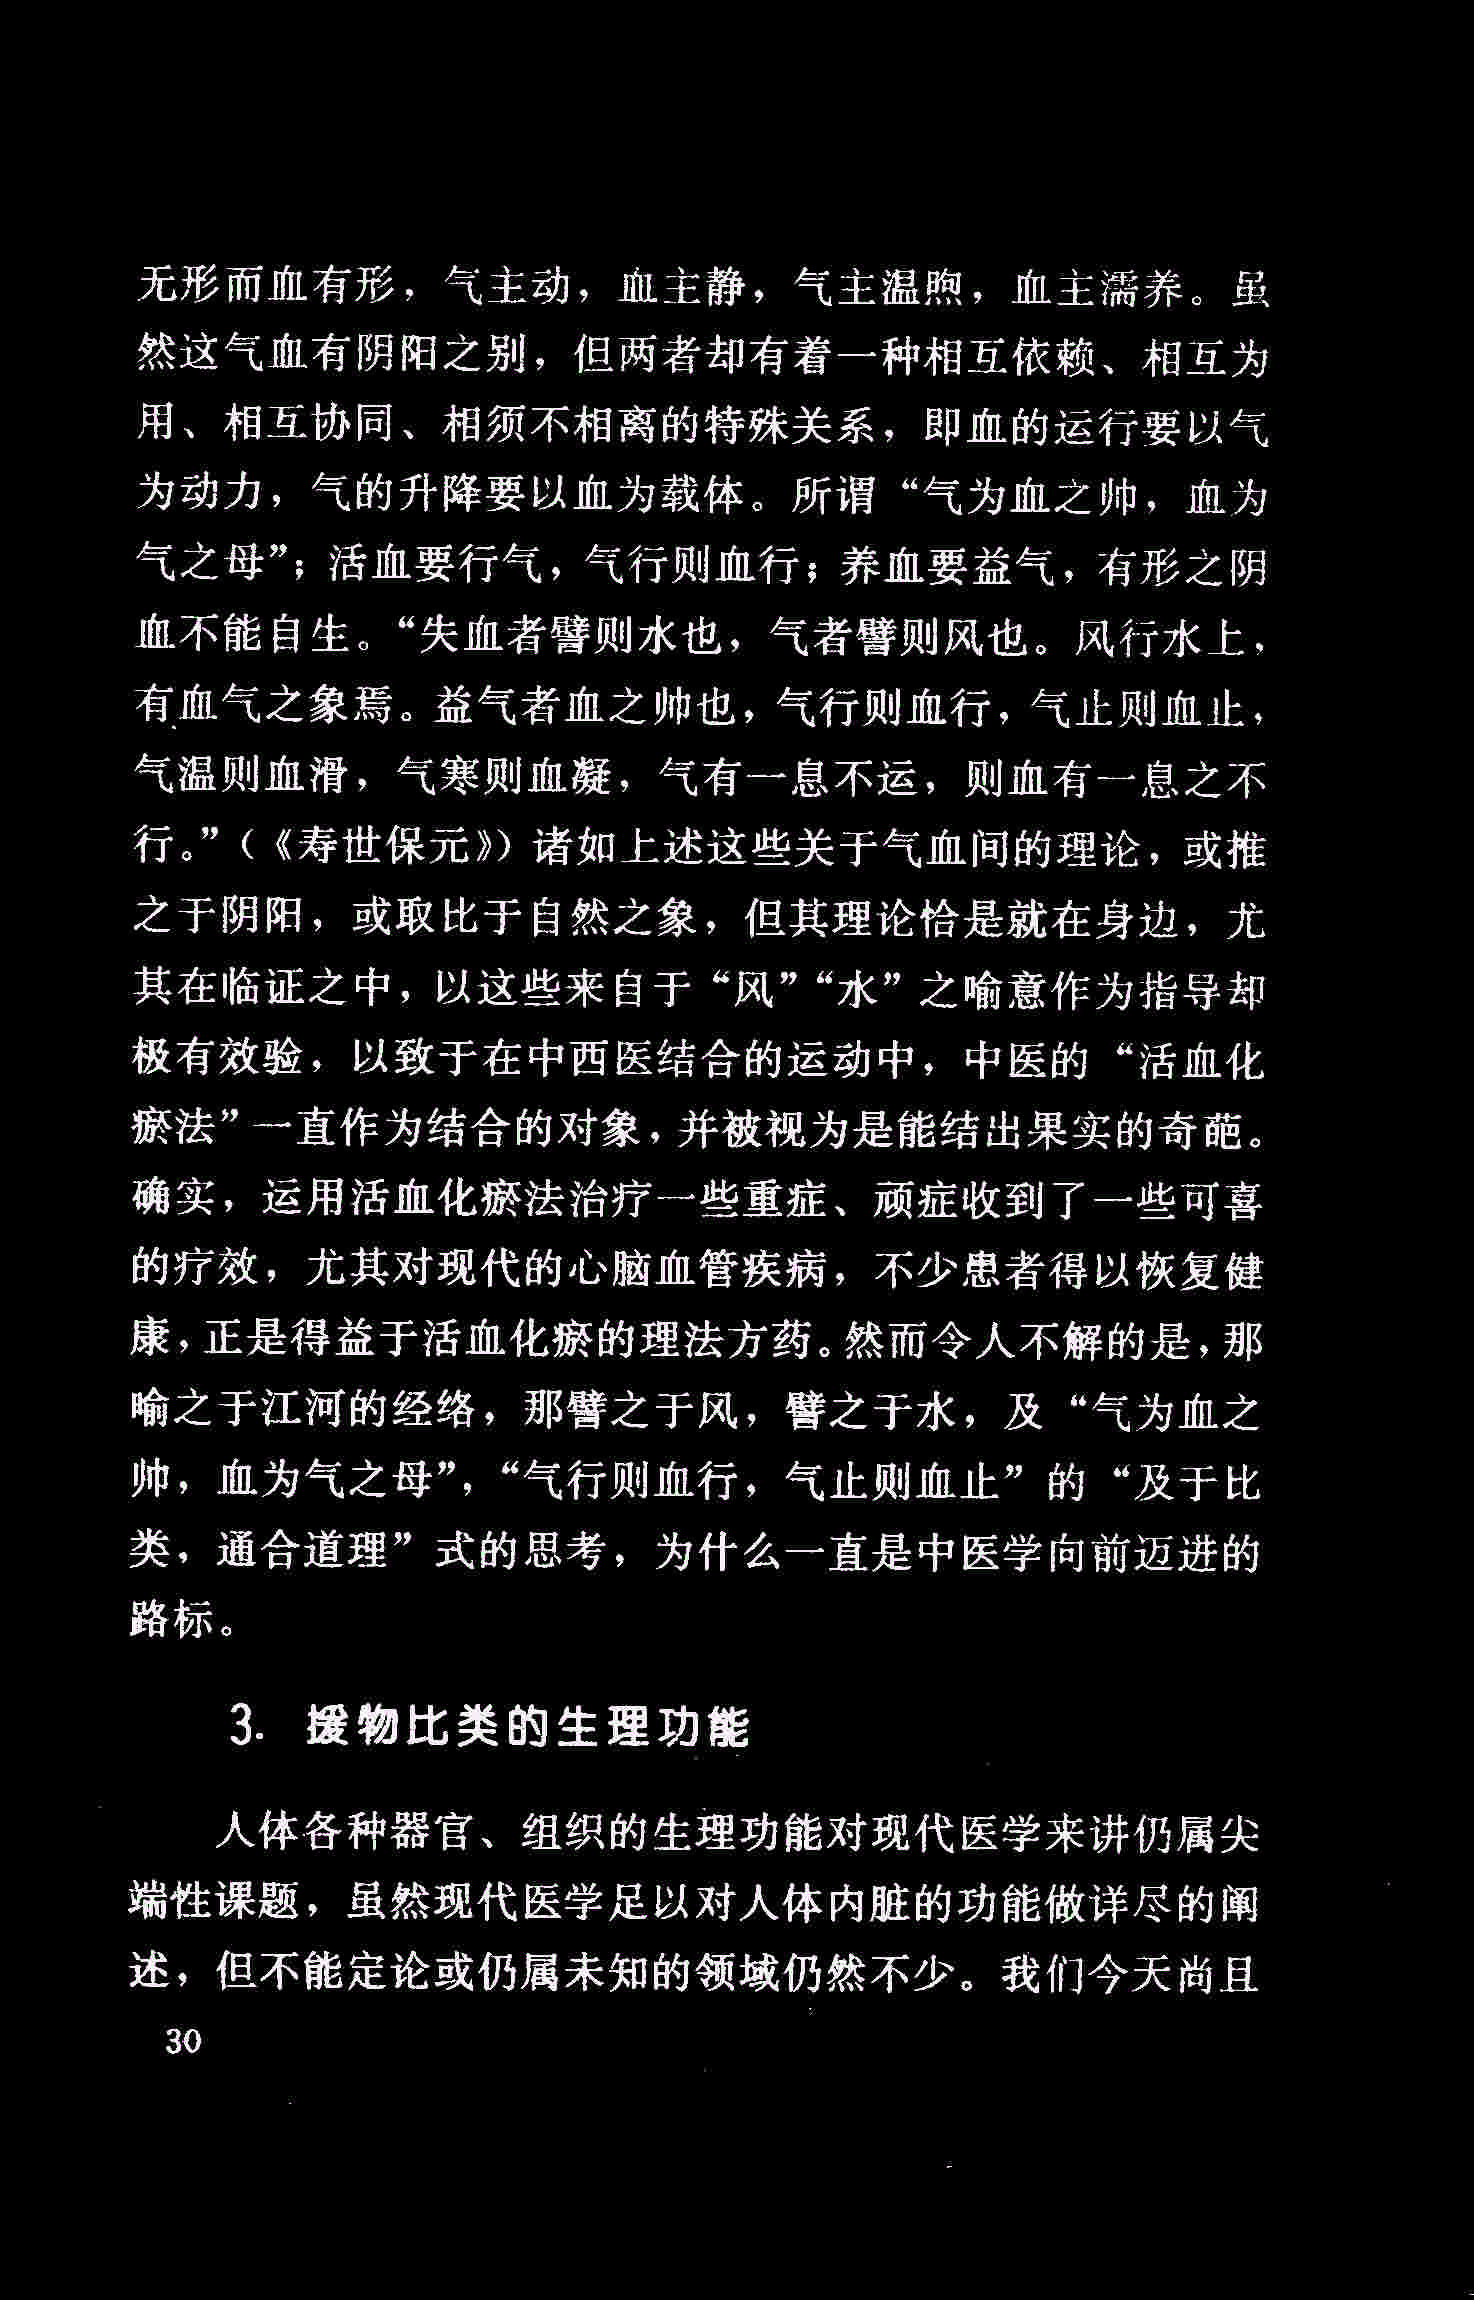 无形而血有形，气主动，血主静，气主温煦，血主濡养。虽
然这气血有阴阳之别，但两者却有着一种相互依赖、相互为
用、相互协同、相须不相离的特殊关系，即血的运行要以气
为动力，气的升降要以血为载体。所谓“气为血之帅，血为
气之母”；活血要行气，气行则血行；养血要益气，有形之阴
血不能自生。“失血者譬则水也，气者譬则风也。风行水上，
有血气之象焉。益气者血之帅也，气行则血行，气止则血止，
气温则血滑，气寒则血凝，气有一息不运，则血有一息之不
行。”（《寿世保元》）诸如上述这些关于气血间的理论，或推
之于阴阳，或取比于自然之象，但其理论恰是就在身边，尤
其在临证之中，以这些来自于“风”“水”之喻意作为指导却
极有效验，以致于在中西医结合的运动中，中医的“活血化
瘀法”一直作为结合的对象，并被视为是能结出果实的奇葩。
确实，运用活血化瘀法治疗一些重症、顽症收到了一些可喜
的疗效，尤其对现代的心脑血管疾病，不少患者得以恢复健
康，正是得益于活血化瘀的理法方药。然而令人不解的是，那
喻之于江河的经络，那譬之于风，譬之于水，及“气为血之
帅，血为气之母”，“气行则血行，气止则血止”的“及于比
类，通合道理”式的思考，为什么一直是中医学向前迈进的
路标。
3. 援物比类的生理功能
人体各种器官、组织的生理功能对现代医学来讲仍属尖
端性课题，虽然现代医学足以对人体内脏的功能做详尽的阐
述，但不能定论或仍属未知的领域仍然不少。我们今天尚且
30